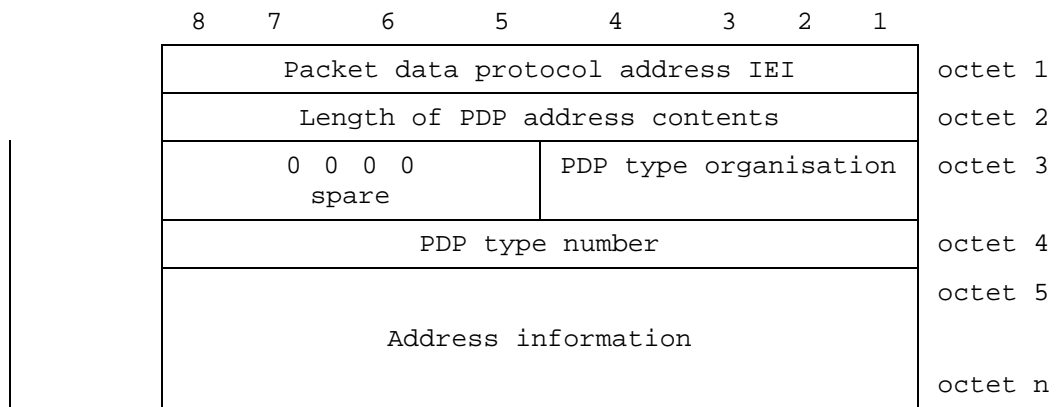 8 7 6 5 4 3 2 1
Packet data protocol address IEI octet 1
Length of PDP address contents octet 2
0 0 0 0 PDP type organisation octet 3
spare
PDP type number octet 4
octet 5
Address information
octet n